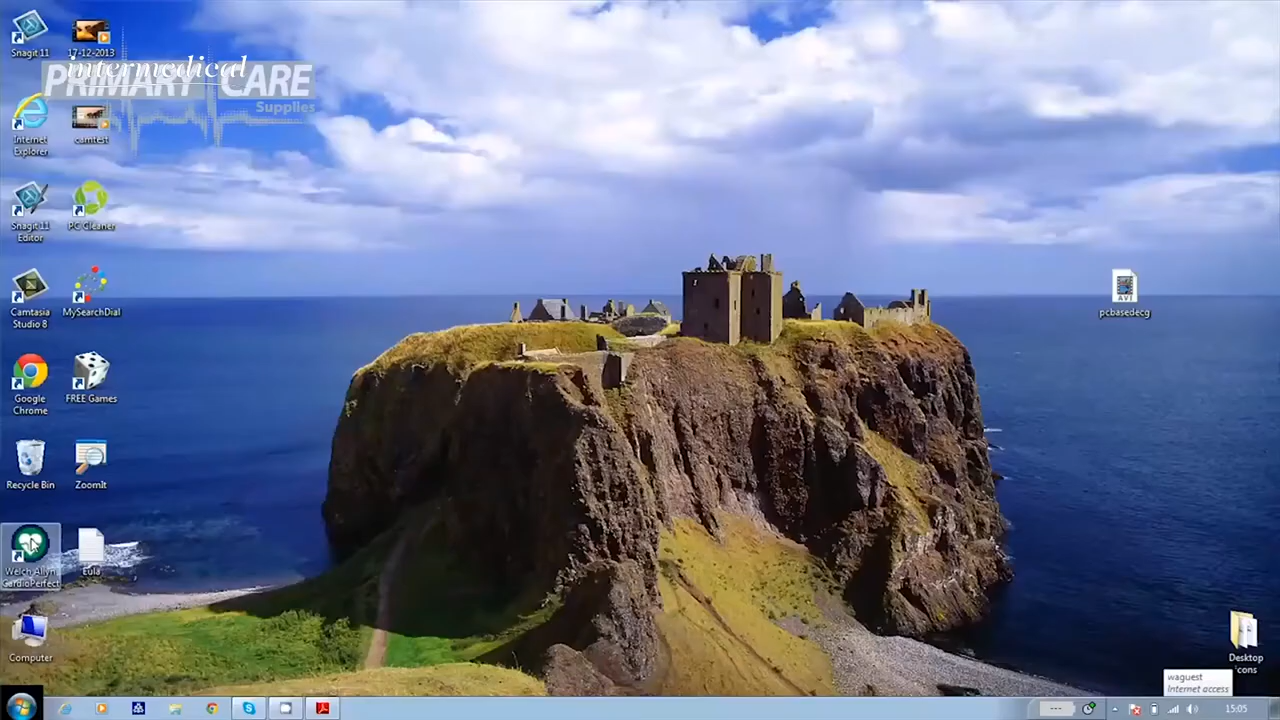 Snagit 11
17-12-2013
intermedical
PRIMARY CARE
Supplies
Internet
Explorer
camtest
Snagit 11
Editor
PC Cleaner
Camtasia
Studio 8
MySearchDial
AVI
pcbasedecg
Google
Chrome
FREE Games
Recycle Bin
ZoomIt
Welch Allyn
CardioPerfect
Eula
Computer
Desktop
icons
waguest
Internet access
15:05